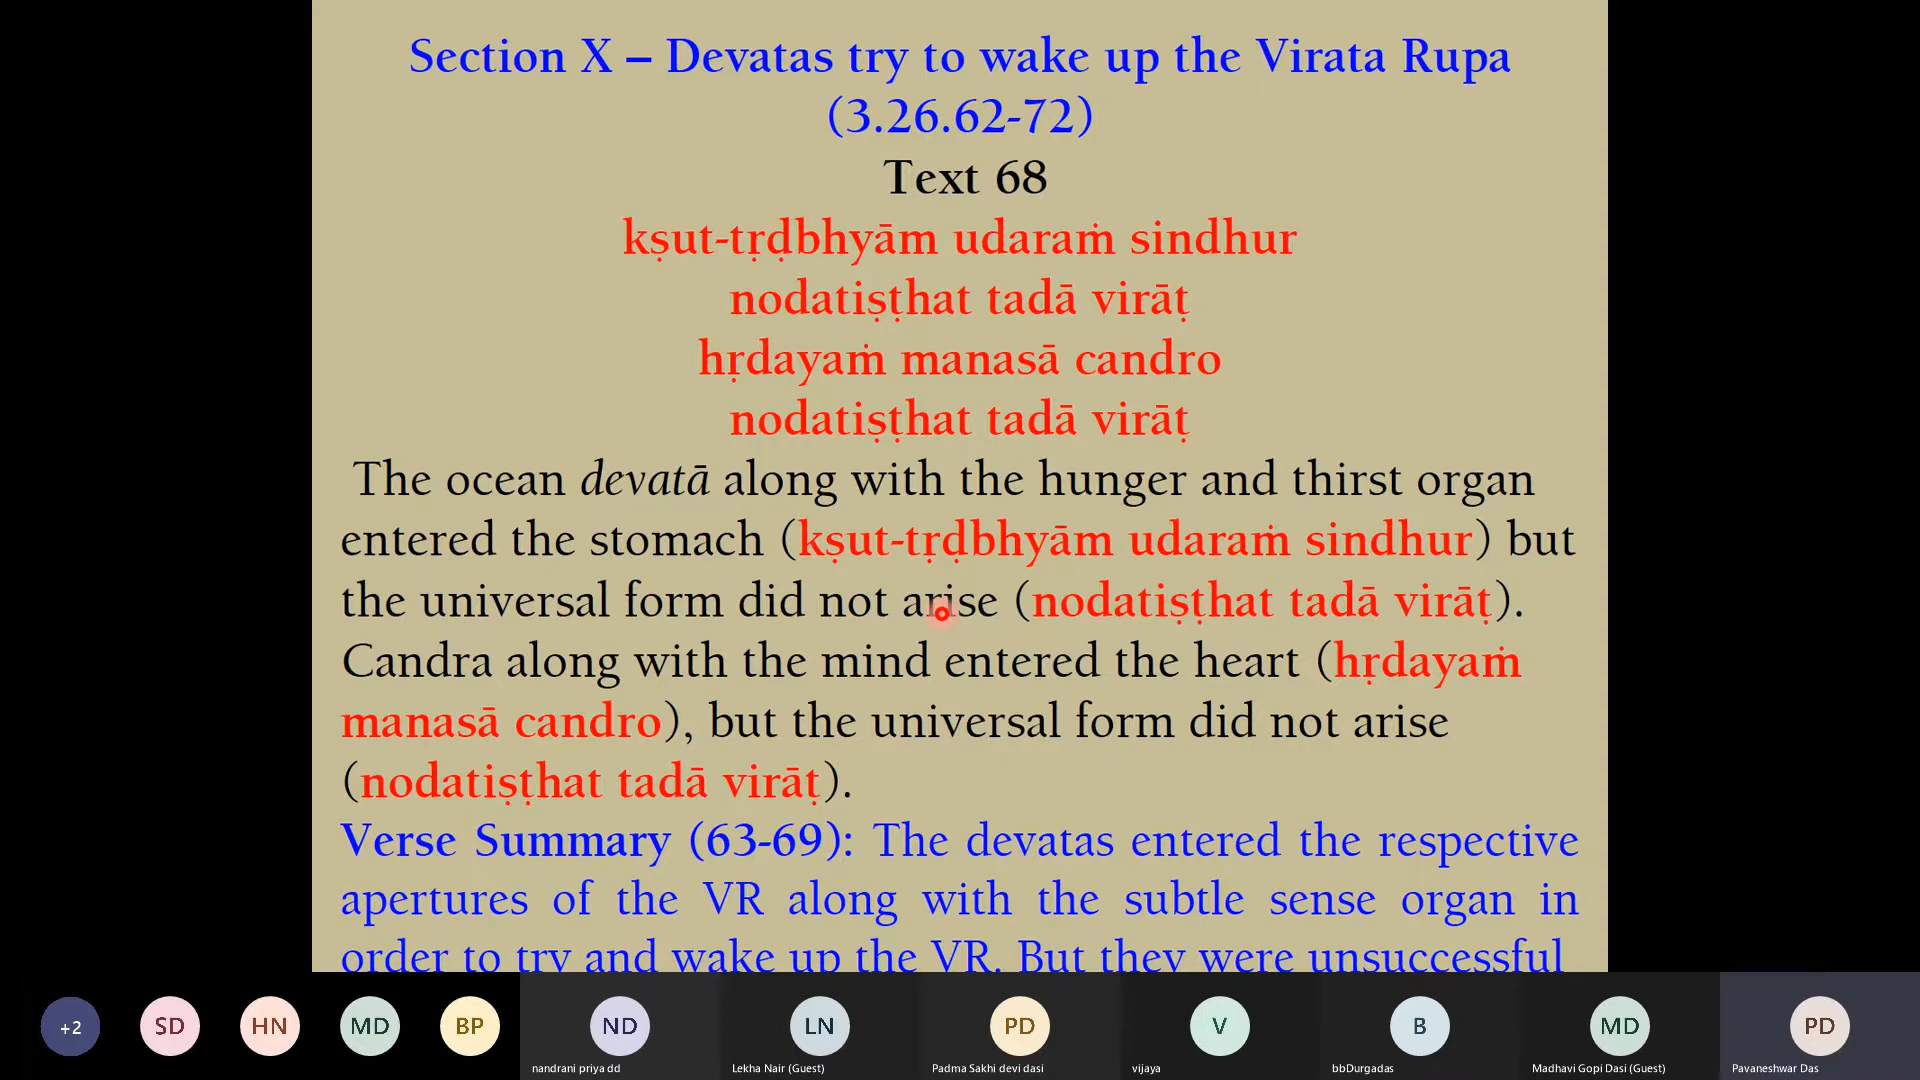 Section X – Devatas try to wake up the Virata Rupa
(3.26.62-72)
Text 68
kṣut-tṛḍbhyām udaraṁ sindhur
nodatiṣṭhat tadā virāṭ
hṛdayaṁ manasā candro
nodatiṣṭhat tadā virāṭ
The ocean devatā along with the hunger and thirst organ
entered the stomach (kṣut-tṛḍbhyām udaraṁ sindhur) but
the universal form did not arise (nodatiṣṭhat tadā virāṭ).
Candra along with the mind entered the heart (hṛdayaṁ
manasā candro), but the universal form did not arise
(nodatiṣṭhat tadā virāṭ).
Verse Summary (63-69): The devatas entered the respective
apertures of the VR along with the subtle sense organ in
order to try and wake up the VR. But they were unsuccessful
+2 SD HN MD BP ND LN PD V B MD PD
nandrani priya dd Lekha Nair (Guest) Padma Sakhi devi dasi vijaya bbDurgadas Madhavi Gopi Dasi (Guest) Pavaneshwar Das